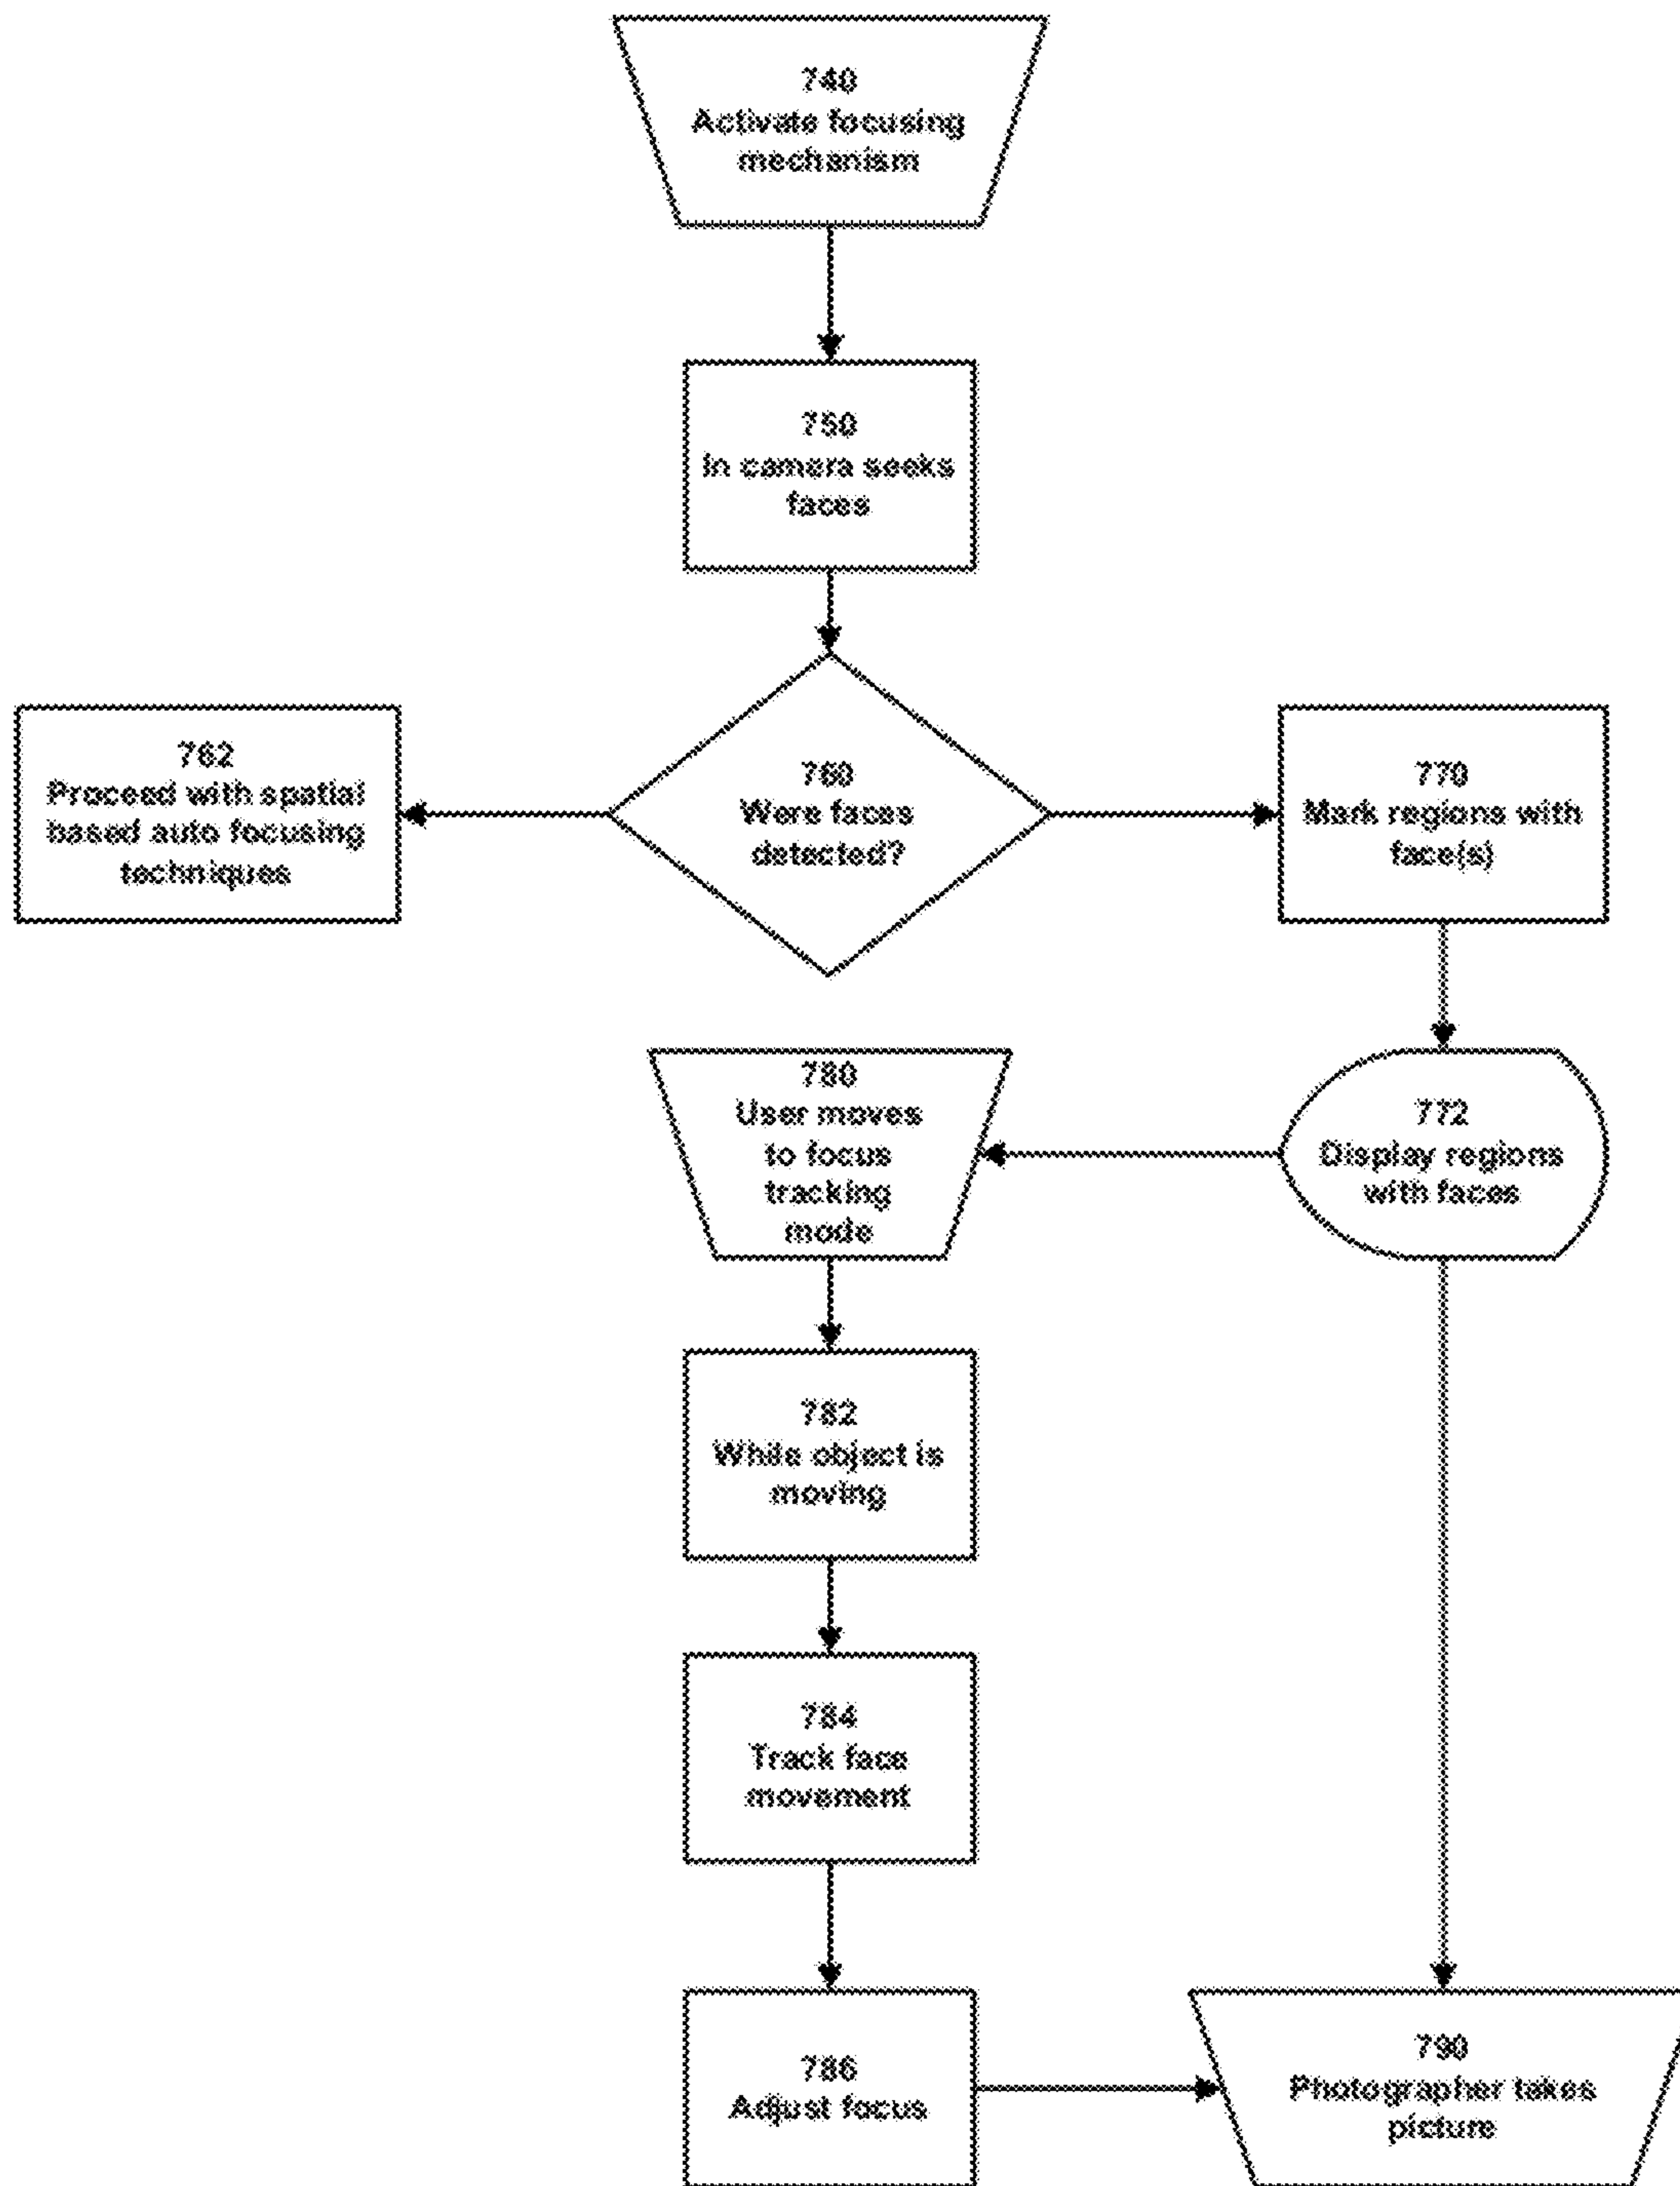 740
Activate focusing
mechanism
750
In camera seeks
faces
762
Proceed with spatial
based auto focusing
techniques
760
Were faces
detected?
770
Mark regions with
face(s)
780
User moves
to focus
tracking
mode
772
Display regions
with faces
782
While object is
moving
784
Track face
movement
786
Adjust focus
790
Photographer takes
picture